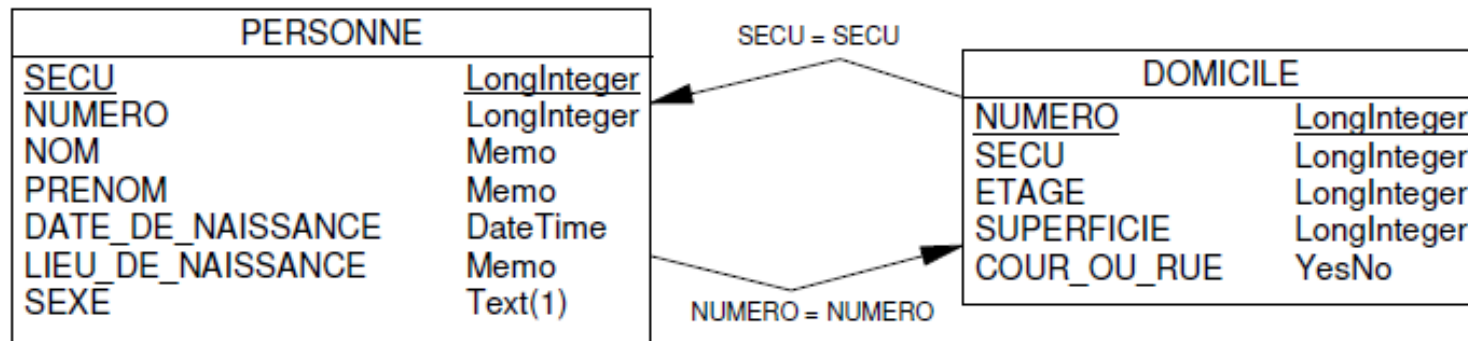 PERSONNE
SECU LongInteger
NUMERO LongInteger
NOM Memo
PRENOM Memo
DATE_DE_NAISSANCE DateTime
LIEU_DE_NAISSANCE Memo
SEXE Text(1)
SECU = SECU
NUMERO = NUMERO
DOMICILE
NUMERO LongInteger
SECU LongInteger
ETAGE LongInteger
SUPERFICIE LongInteger
COUR_OU_RUE YesNo